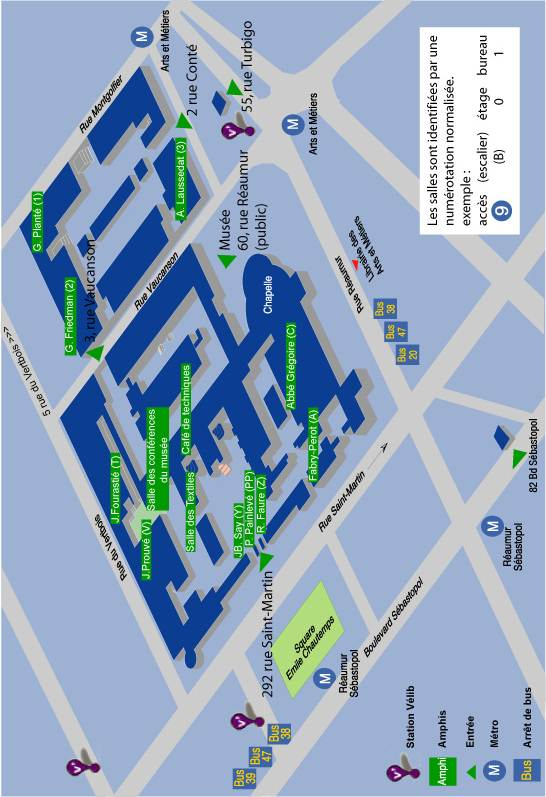 5 rue du Vertbois >>>
Rue Montgolfier
M
Arts et Métiers
G. Planté (1)
2 rue Conté
55, rue Turbigo
G. Friedman (2)
A. Laussedat (3)
3, rue Vaucanson
Rue Vaucanson
Musée
60, rue Réaumur
(public)
M
Arts et Métiers
Rue du Vertbois
J.Fourastié (T)
J.Prouvé (V)
Salle des conférences
du musée
Café de techniques
Salle des Textiles
Chapelle
Abbé Grégoire (C)
Fabry-Perot (A)
JB. Say (Y)
P. Painlevé (PP)
R. Faure (Z)
Rue Réaumur
Librairie des
Arts et Métiers
Bus
38
Bus
47
Bus
20
Rue Saint-Martin
292 rue Saint-Martin
Square
Emile Chautemps
Boulevard Sébastopol
M
Réaumur
Sébastopol
M
Réaumur
Sébastopol
82 Bd Sébastopol
Bus
39
Bus
47
Bus
38
Les salles sont identifiées par une
numérotation normalisée.
exemple :
accès (escalier) étage bureau
9 (B) 0 1
Station Vélib
Amphi Amphis
Entrée
M Métro
Bus Arrêt de bus